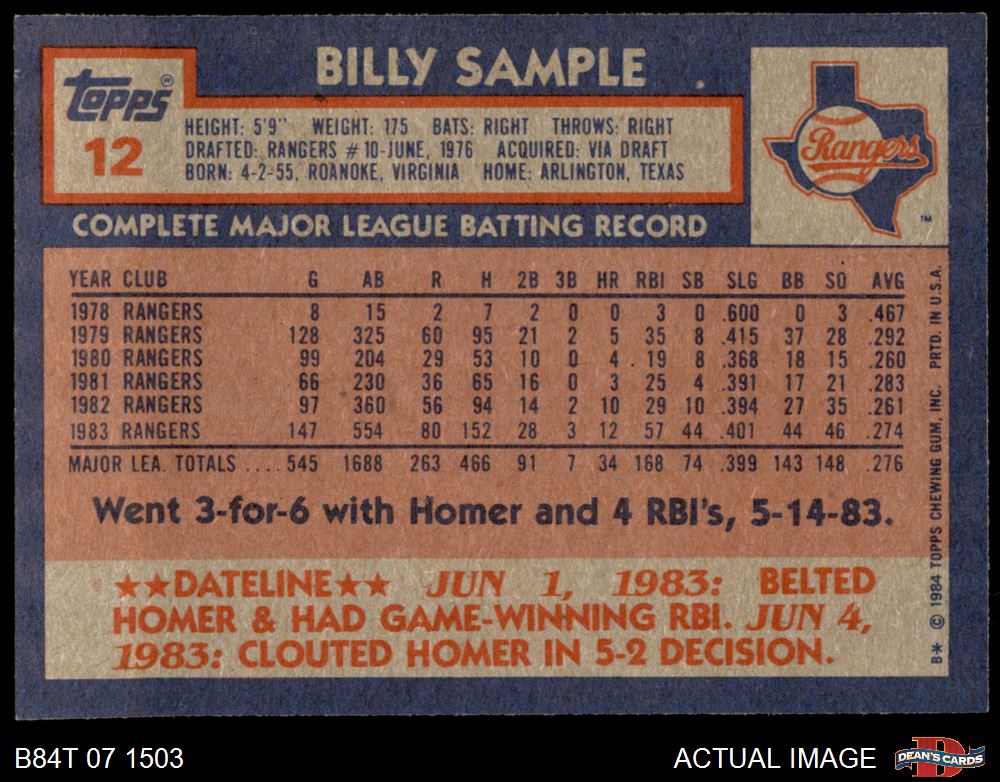 BILLY SAMPLE
Topps®
12
HEIGHT: 5'9" WEIGHT: 175 BATS: RIGHT THROWS: RIGHT
DRAFTED: RANGERS #10-JUNE, 1976 ACQUIRED: VIA DRAFT
BORN: 4-2-55, ROANOKE, VIRGINIA HOME: ARLINGTON, TEXAS
Rangers
TM
COMPLETE MAJOR LEAGUE BATTING RECORD
YEAR CLUB G AB R H 2B 3B HR RBI SB SLG BB SO AVG
1978 RANGERS 8 15 2 7 2 0 0 3 0 .600 0 3 .467
1979 RANGERS 128 325 60 95 21 2 5 35 8 .415 37 28 .292
1980 RANGERS 99 204 29 53 10 0 4 19 8 .368 18 15 .260
1981 RANGERS 66 230 36 65 16 0 3 25 4 .391 17 21 .283
1982 RANGERS 97 360 56 94 14 2 10 29 10 .394 27 35 .261
1983 RANGERS 147 554 80 152 28 3 12 57 44 .401 44 46 .274
MAJOR LEA. TOTALS .... 545 1688 263 466 91 7 34 168 74 .399 143 148 .276
Went 3-for-6 with Homer and 4 RBI's, 5-14-83.
★★DATELINE★★ JUN 1, 1983: BELTED
HOMER & HAD GAME-WINNING RBI. JUN 4,
1983: CLOUTED HOMER IN 5-2 DECISION.
B* © 1984 TOPPS CHEWING GUM, INC. PRTD. IN U.S.A.
B84T 07 1503
ACTUAL IMAGE
D
DEAN'S CARDS